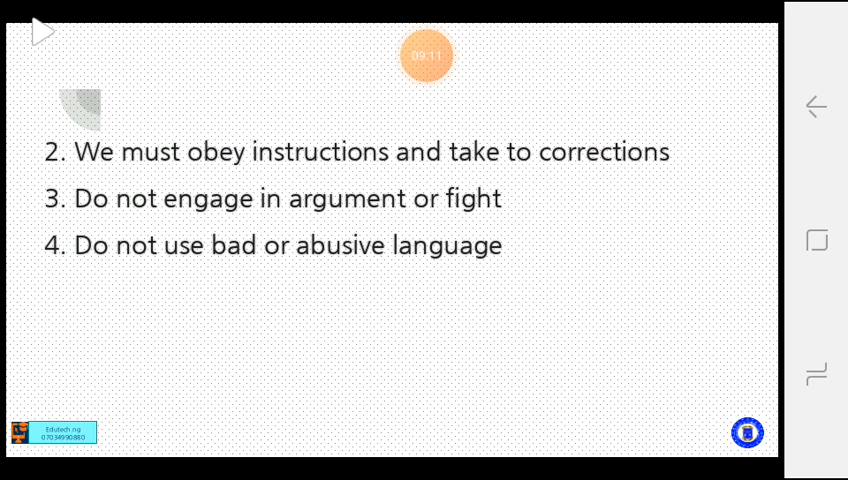 09:11
2. We must obey instructions and take to corrections
3. Do not engage in argument or fight
4. Do not use bad or abusive language
Edutech.ng
07034990880